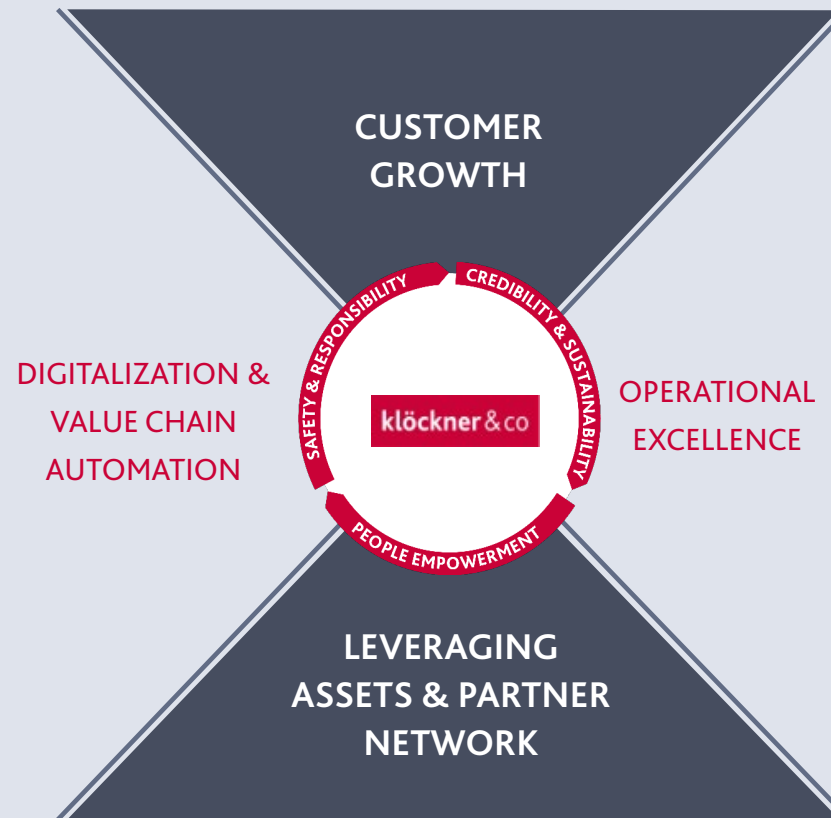 CUSTOMER
GROWTH
SAFETY & RESPONSIBILITY
CREDIBILITY & SUSTAINABILITY
DIGITALIZATION &
VALUE CHAIN
AUTOMATION
klöckner&co
OPERATIONAL
EXCELLENCE
PEOPLE EMPOWERMENT
LEVERAGING
ASSETS & PARTNER
NETWORK